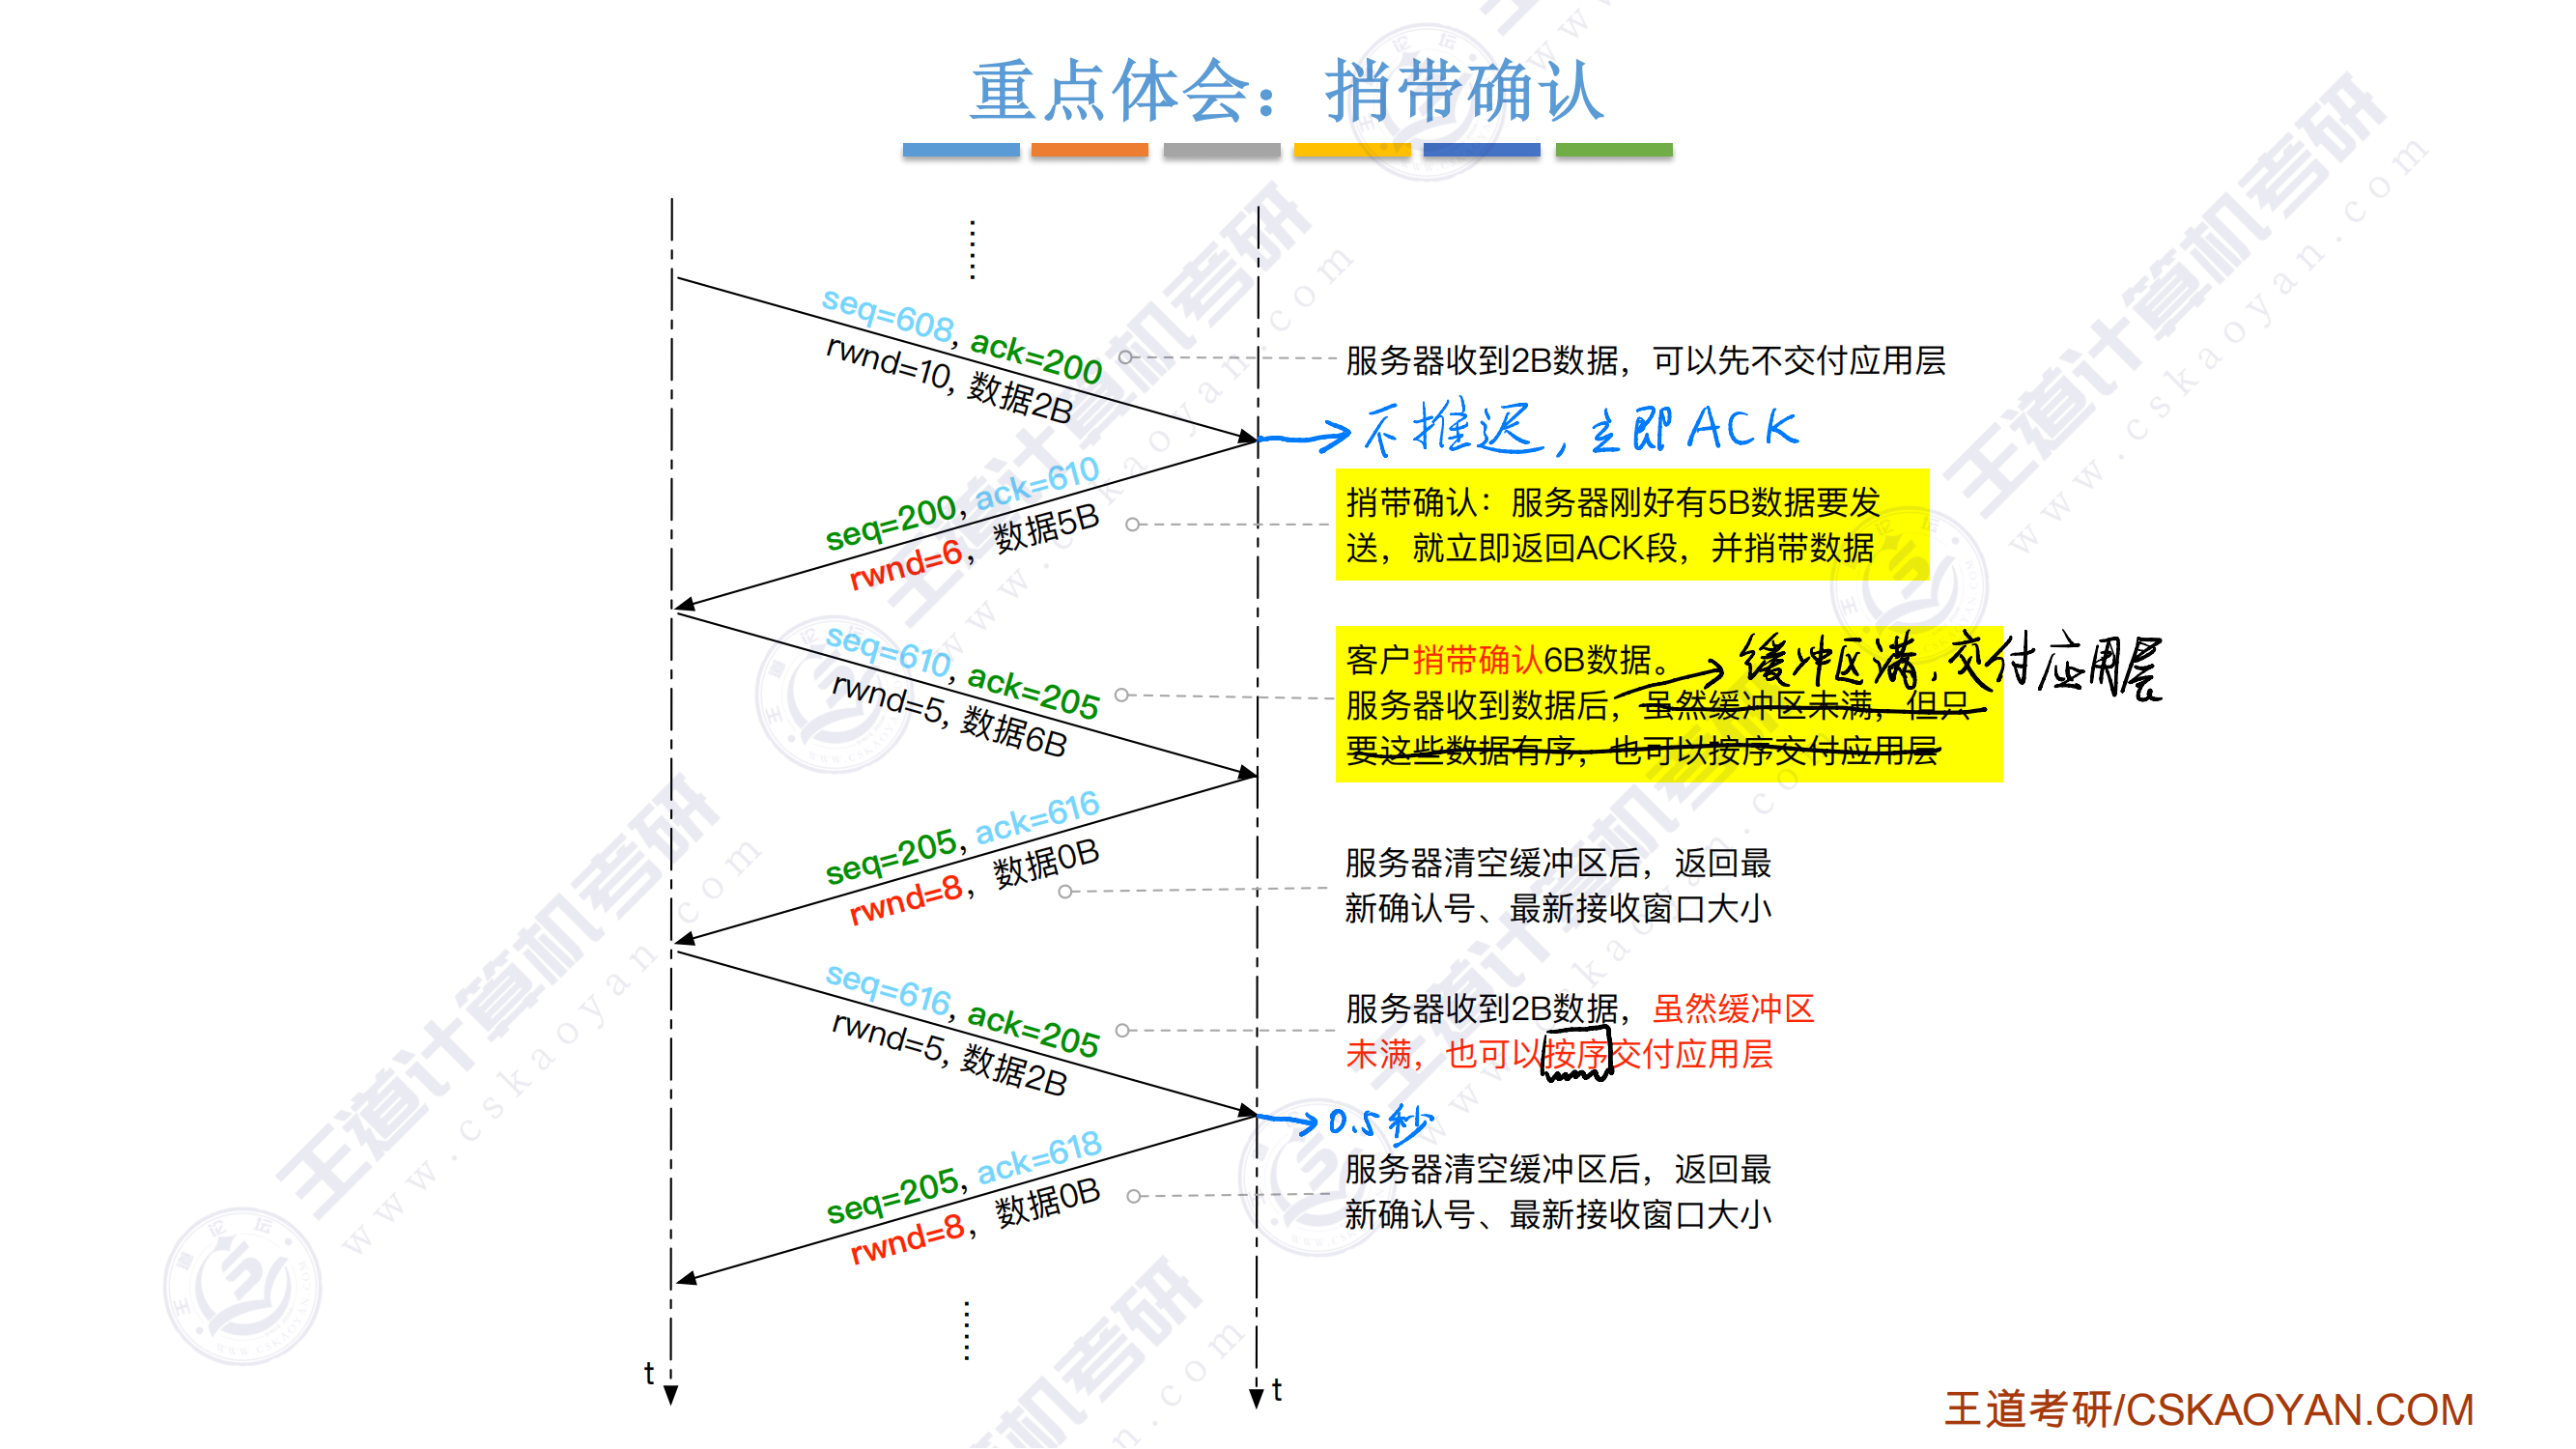 重点体会：捎带确认
……
seq=608, ack=200
rwnd=10, 数据2B
服务器收到2B数据，可以先不交付应用层
不推迟，立即ACK
seq=200, ack=610
rwnd=6，数据5B
捎带确认：服务器刚好有5B数据要发
送，就立即返回ACK段，并捎带数据
seq=610, ack=205
rwnd=5, 数据6B
客户捎带确认6B数据。
缓冲区满，交付应用层
服务器收到数据后，虽然缓冲区未满，但只
要这些数据有序，也可以按序交付应用层
seq=205, ack=616
rwnd=8，数据0B
服务器清空缓冲区后，返回最
新确认号、最新接收窗口大小
seq=616, ack=205
rwnd=5, 数据2B
服务器收到2B数据，虽然缓冲区
未满，也可以按序交付应用层
0.5秒
seq=205, ack=618
rwnd=8，数据0B
服务器清空缓冲区后，返回最
新确认号、最新接收窗口大小
……
t
t
王道考研/CSKAOYAN.COM
王道计算机考研
www.cskaoyan.com